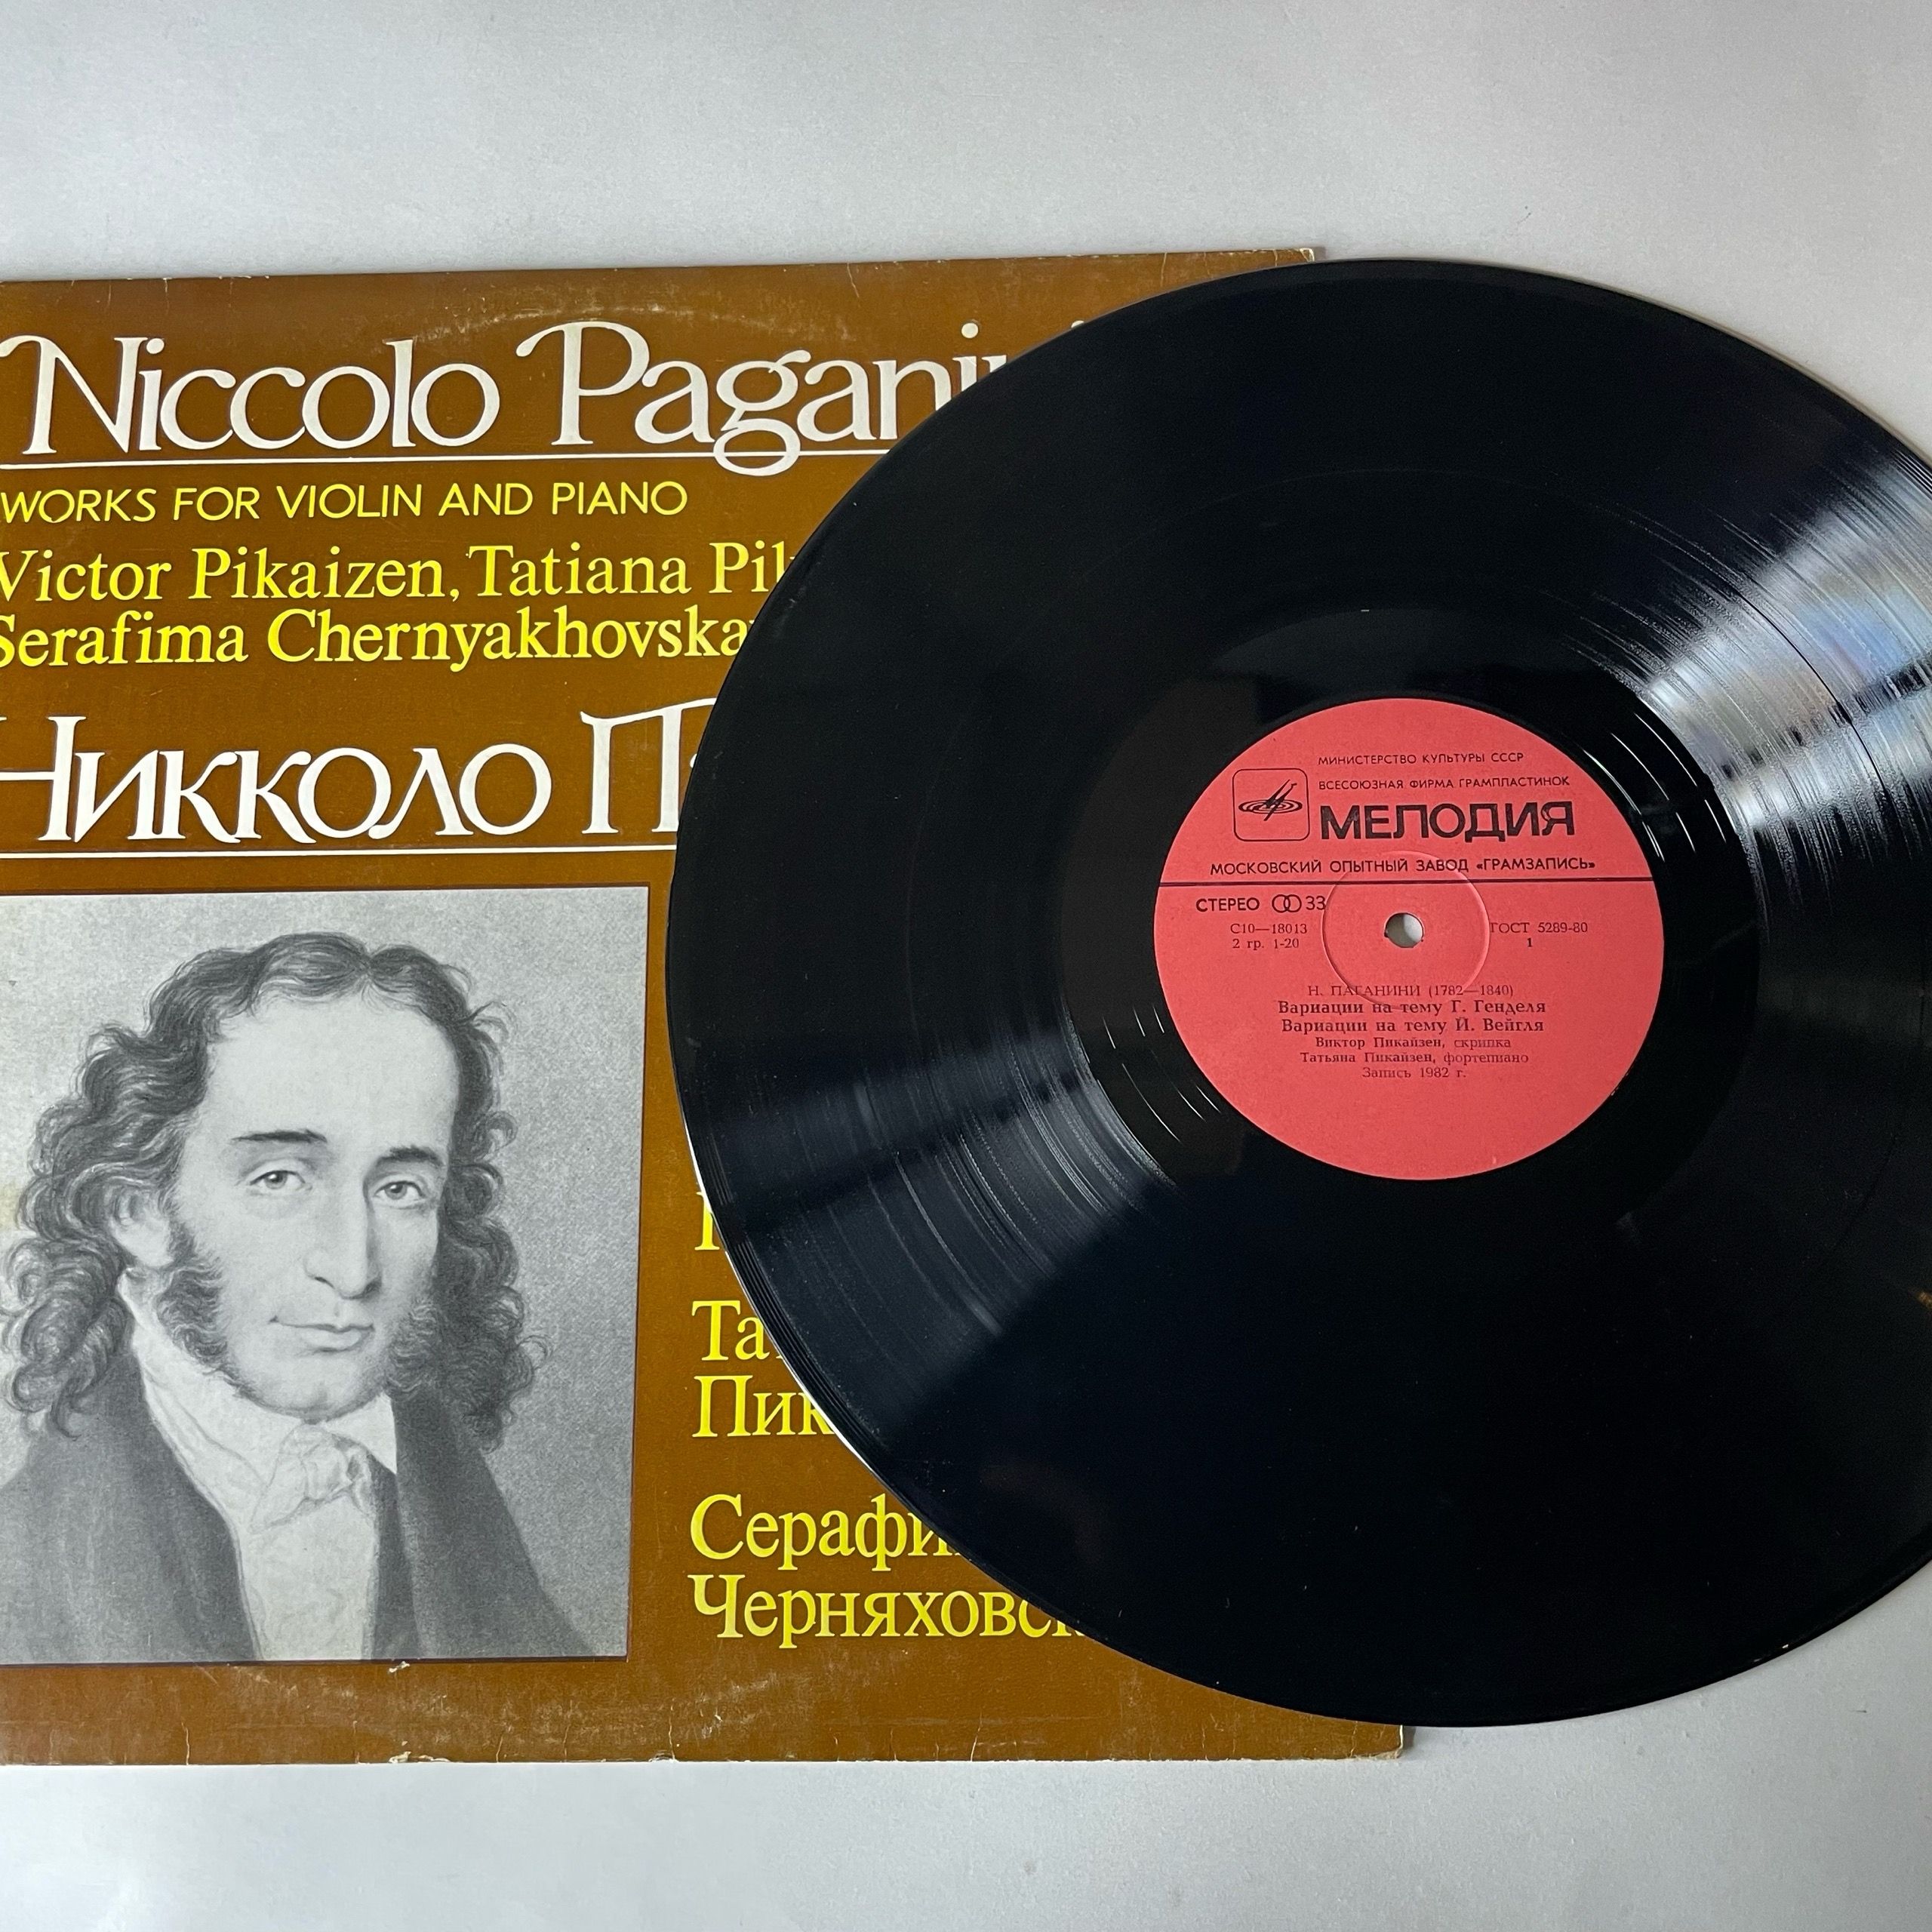 Niccolo Pagani
WORKS FOR VIOLIN AND PIANO
Victor Pikaizen, Tatiana Pik
Serafima Chernyakhovska
Никколо Па
Та
Пик
Серафи
Черняховс
МИНИСТЕРСТВО КУЛЬТУРЫ СССР
ВСЕСОЮЗНАЯ ФИРМА ГРАМПЛАСТИНОК
МЕЛОДИЯ
МОСКОВСКИЙ ОПЫТНЫЙ ЗАВОД «ГРАМЗАПИСЬ»
СТЕРЕО 33
С10—18013
2 гр. 1-20
ГОСТ 5289-80
1
Н. ПАГАНИНИ (1782—1840)
Вариации на тему Г. Генделя
Вариации на тему Й. Вейгля
Виктор Пикайзен, скрипка
Татьяна Пикайзен, фортепиано
Запись 1982 г.